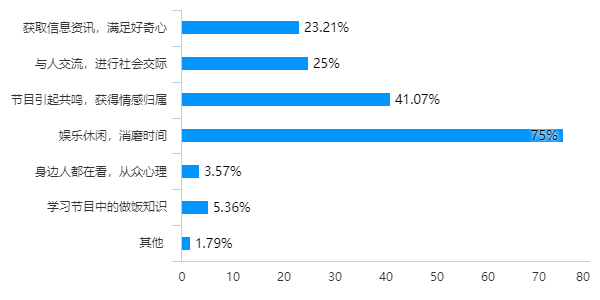 获取信息资讯，满足好奇心 23.21%
与人交流，进行社会交际 25%
节目引起共鸣，获得情感归属 41.07%
娱乐休闲，消磨时间 75%
身边人都在看，从众心理 3.57%
学习节目中的做饭知识 5.36%
其他 1.79%
0 10 20 30 40 50 60 70 80